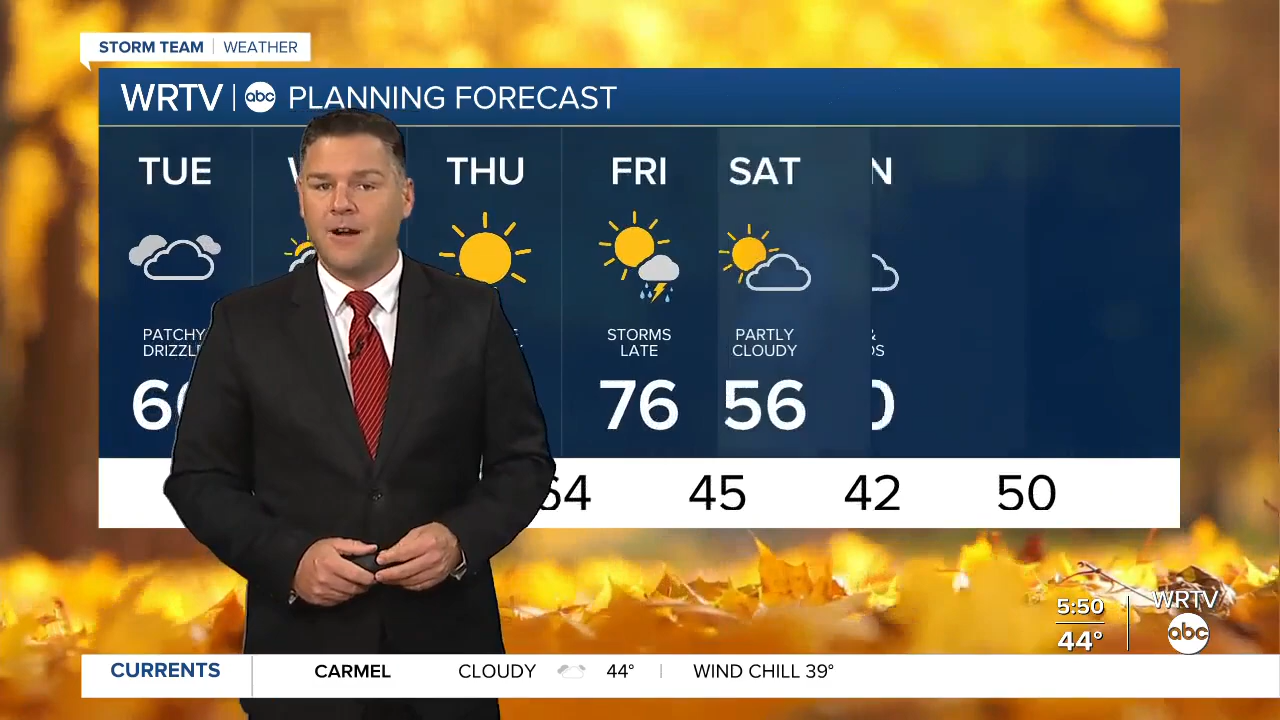 STORM TEAM | WEATHER
WRTV | abc PLANNING FORECAST
TUE THU FRI SAT
PATCHY STORMS PARTLY
LATE CLOUDY
76 56
45 42 50
5:50
WRTV
44°
abc
CURRENTS CARMEL CLOUDY 44° | WIND CHILL 39°